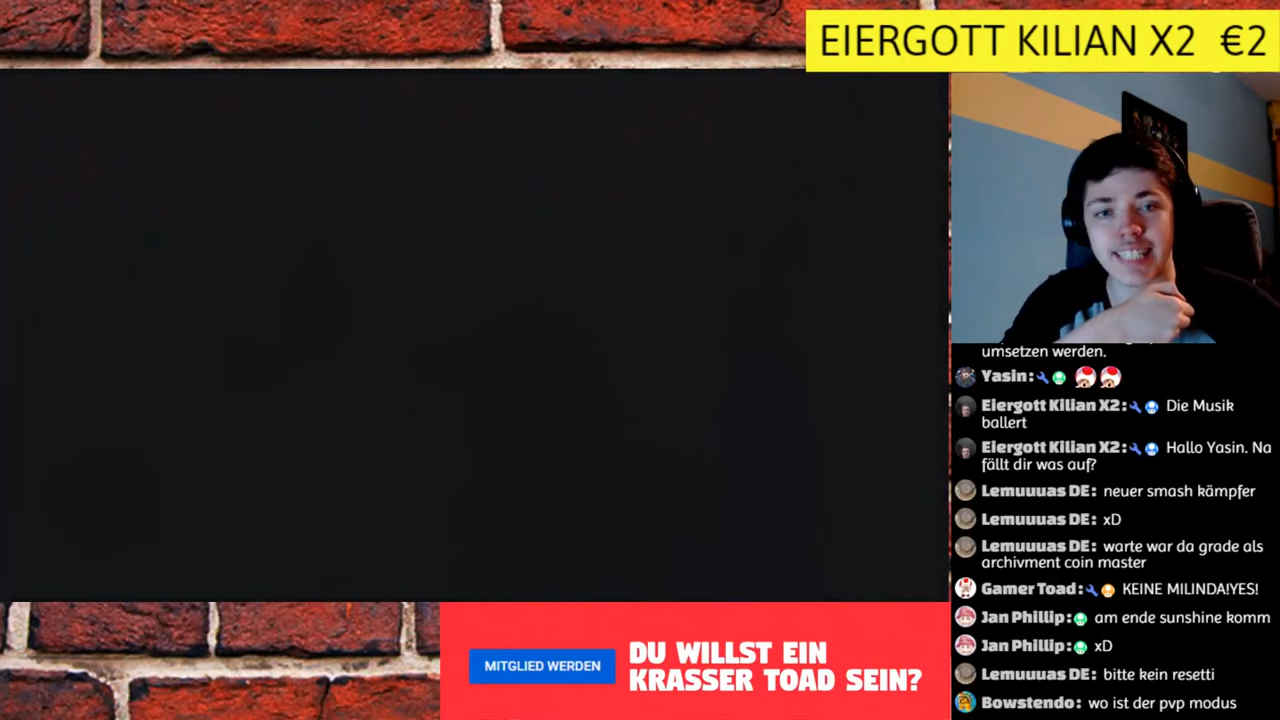 EIERGOTT KILIAN X2 €2
umsetzen werden.
Yasin:
Eiergott Kilian X2: Die Musik
ballert
Eiergott Kilian X2: Hallo Yasin. Na
fällt dir was auf?
Lemuuuas DE: neuer smash kämpfer
Lemuuuas DE: xD
Lemuuuas DE: warte war da grade als
archivment coin master
Gamer Toad: KEINE MILINDA!YES!
Jan Phillip: am ende sunshine komm
Jan Phillip: xD
Lemuuuas DE: bitte kein resetti
Bowstendo: wo ist der pvp modus
MITGLIED WERDEN
DU WILLST EIN
KRASSER TOAD SEIN?